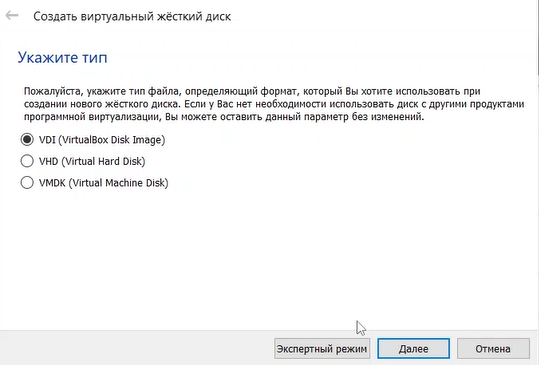 Создать виртуальный жёсткий диск
Укажите тип
Пожалуйста, укажите тип файла, определяющий формат, который Вы хотите использовать при
создании нового жёсткого диска. Если у Вас нет необходимости использовать диск с другими продуктами
программной виртуализации, Вы можете оставить данный параметр без изменений.
VDI (VirtualBox Disk Image)
VHD (Virtual Hard Disk)
VMDK (Virtual Machine Disk)
Экспертный режим Далее Отмена